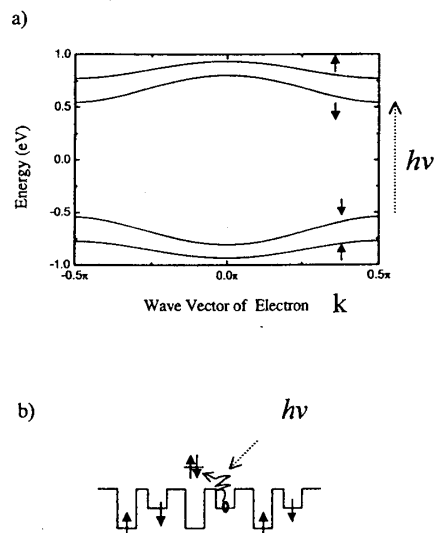 a)
1.0
0.5
0.0
-0.5
-1.0
Energy (eV)
hν
-0.5π 0.0π 0.5π
Wave Vector of Electron k
b)
hν